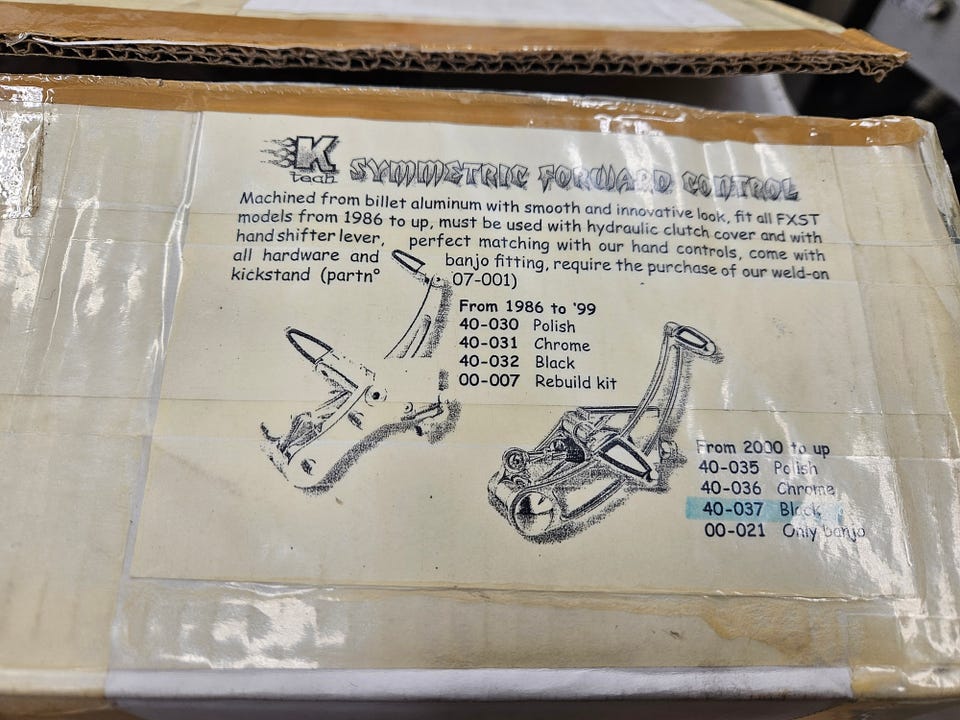 K
tech
SYMMETRIC FORWARD CONTROL
Machined from billet aluminum with smooth and innovative look, fit all FXST
models from 1986 to up, must be used with hydraulic clutch cover and with
hand shifter lever, perfect matching with our hand controls, come with
all hardware and banjo fitting, require the purchase of our weld-on
kickstand (partn° 07-001)
From 1986 to '99
40-030 Polish
40-031 Chrome
40-032 Black
00-007 Rebuild kit
From 2000 to up
40-035 Polish
40-036 Chrome
40-037 Black
00-021 Only banjo